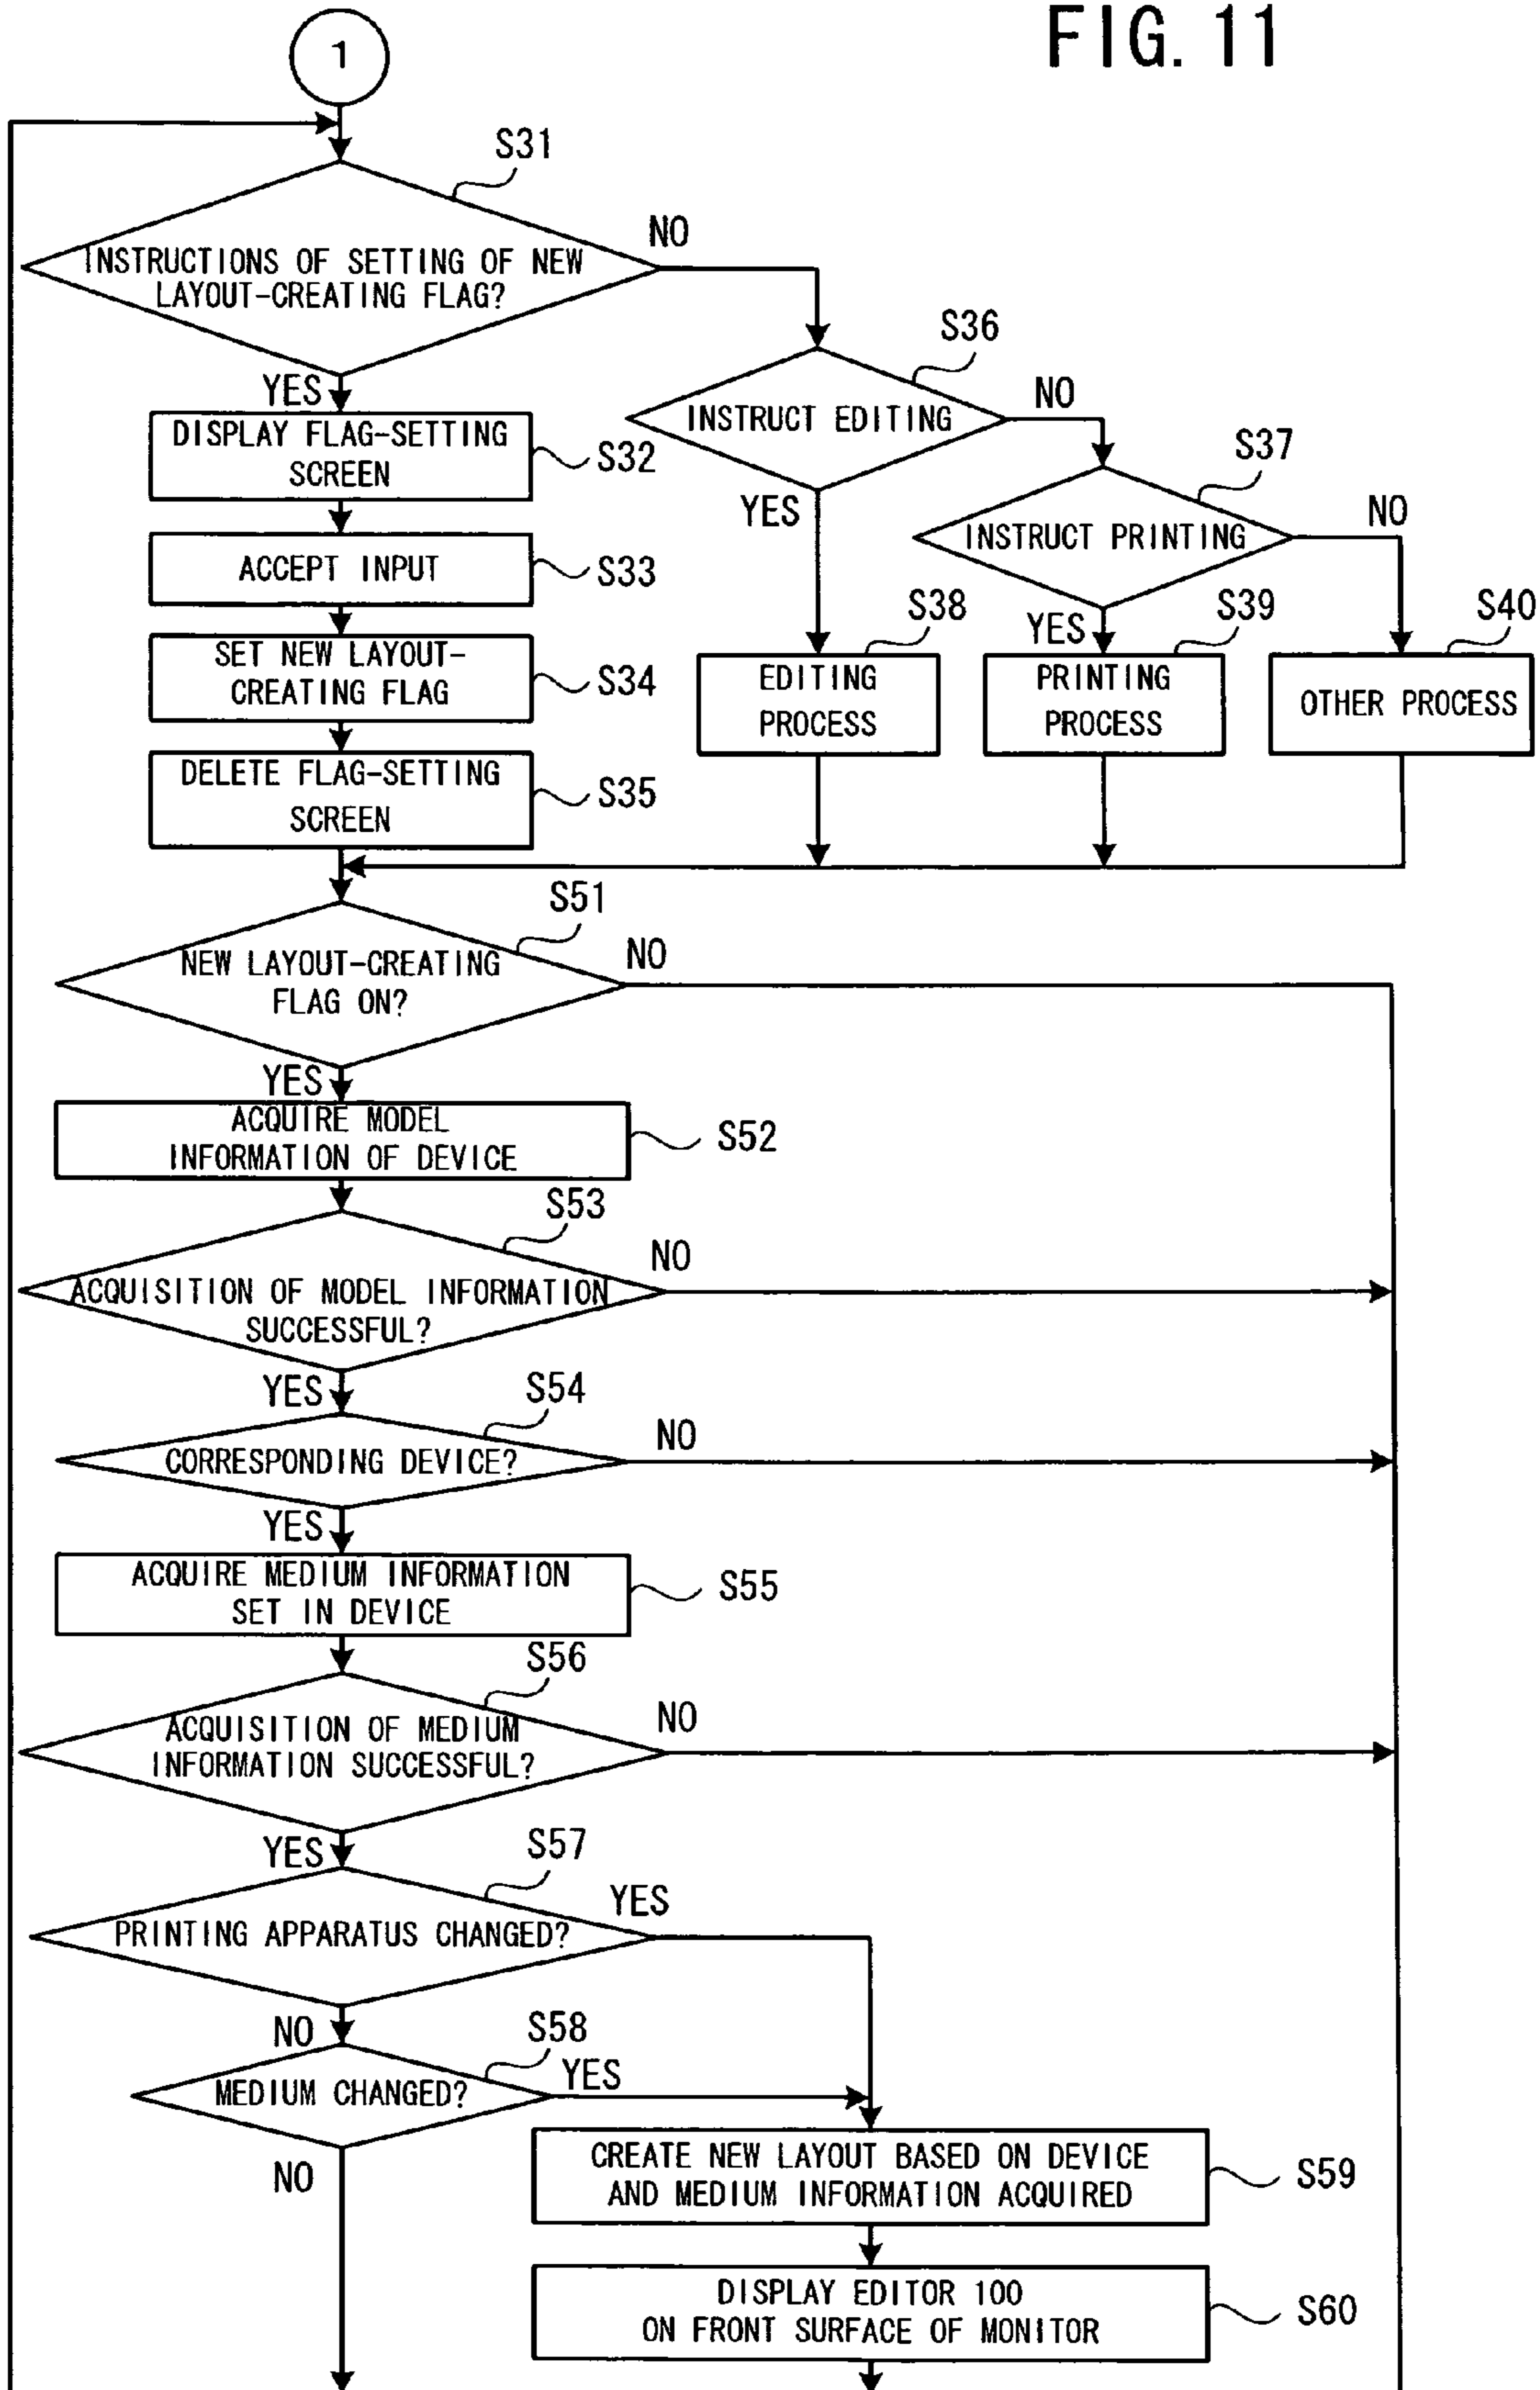 FIG. 11
1
S31
INSTRUCTIONS OF SETTING OF NEW
LAYOUT-CREATING FLAG?
NO
YES
S36
INSTRUCT EDITING
NO
YES
S37
INSTRUCT PRINTING
NO
YES
DISPLAY FLAG-SETTING
SCREEN
S32
ACCEPT INPUT
S33
SET NEW LAYOUT-
CREATING FLAG
S34
DELETE FLAG-SETTING
SCREEN
S35
S38
EDITING
PROCESS
S39
PRINTING
PROCESS
S40
OTHER PROCESS
S51
NEW LAYOUT-CREATING
FLAG ON?
NO
YES
ACQUIRE MODEL
INFORMATION OF DEVICE
S52
S53
ACQUISITION OF MODEL INFORMATION
SUCCESSFUL?
NO
YES
S54
CORRESPONDING DEVICE?
NO
YES
ACQUIRE MEDIUM INFORMATION
SET IN DEVICE
S55
S56
ACQUISITION OF MEDIUM
INFORMATION SUCCESSFUL?
NO
YES
S57
PRINTING APPARATUS CHANGED?
YES
NO
S58
MEDIUM CHANGED?
YES
NO
CREATE NEW LAYOUT BASED ON DEVICE
AND MEDIUM INFORMATION ACQUIRED
S59
DISPLAY EDITOR 100
ON FRONT SURFACE OF MONITOR
S60